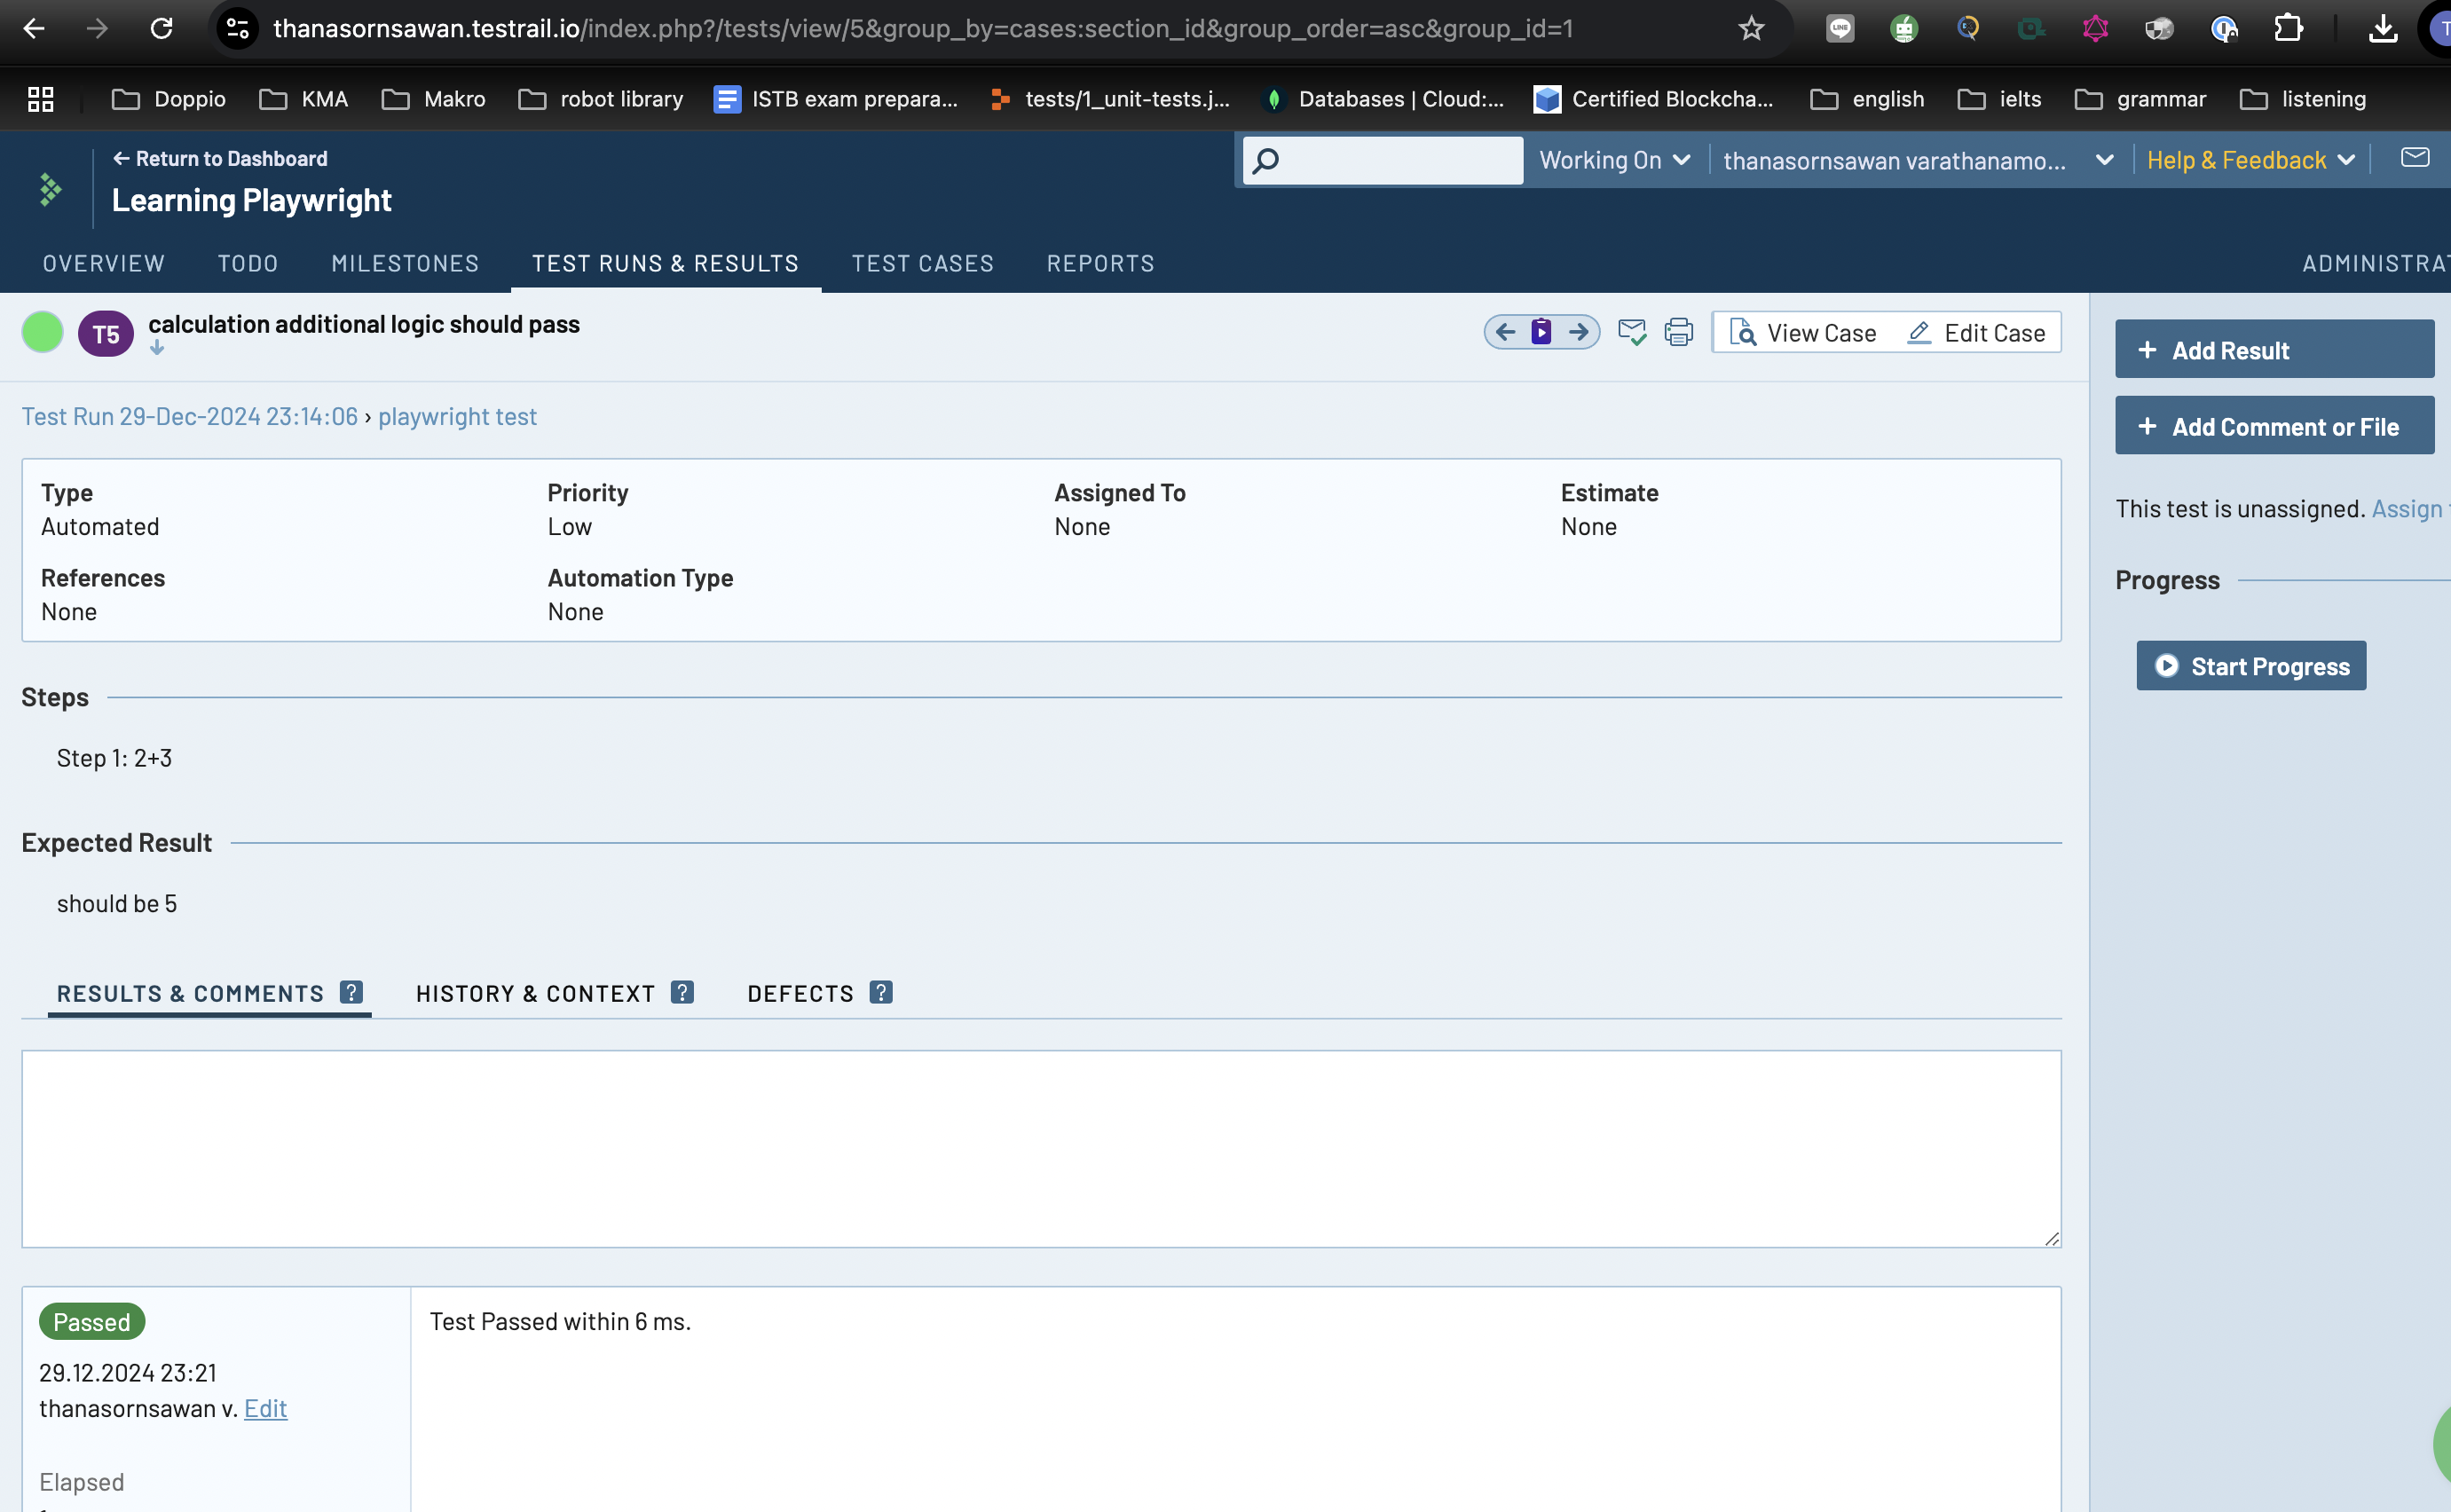 thanasornsawan.testrail.io/index.php?/tests/view/5&group_by=cases:section_id&group_order=asc&group_id=1
LINE
Doppio KMA Makro robot library ISTB exam prepara... tests/1_unit-tests.j... Databases | Cloud:... Certified Blockcha... english ielts grammar listening
← Return to Dashboard
Learning Playwright
Working On thanasornsawan varathanamo... Help & Feedback
OVERVIEW TODO MILESTONES TEST RUNS & RESULTS TEST CASES REPORTS
T5 calculation additional logic should pass
View Case Edit Case
+ Add Result
+ Add Comment or File
Test Run 29-Dec-2024 23:14:06 › playwright test
This test is unassigned. Assign
Type Priority Assigned To Estimate
Automated Low None None
References Automation Type
None None
Progress
Start Progress
Steps
Step 1: 2+3
Expected Result
should be 5
RESULTS & COMMENTS ? HISTORY & CONTEXT ? DEFECTS ?
Passed
Test Passed within 6 ms.
29.12.2024 23:21
thanasornsawan v. Edit
Elapsed